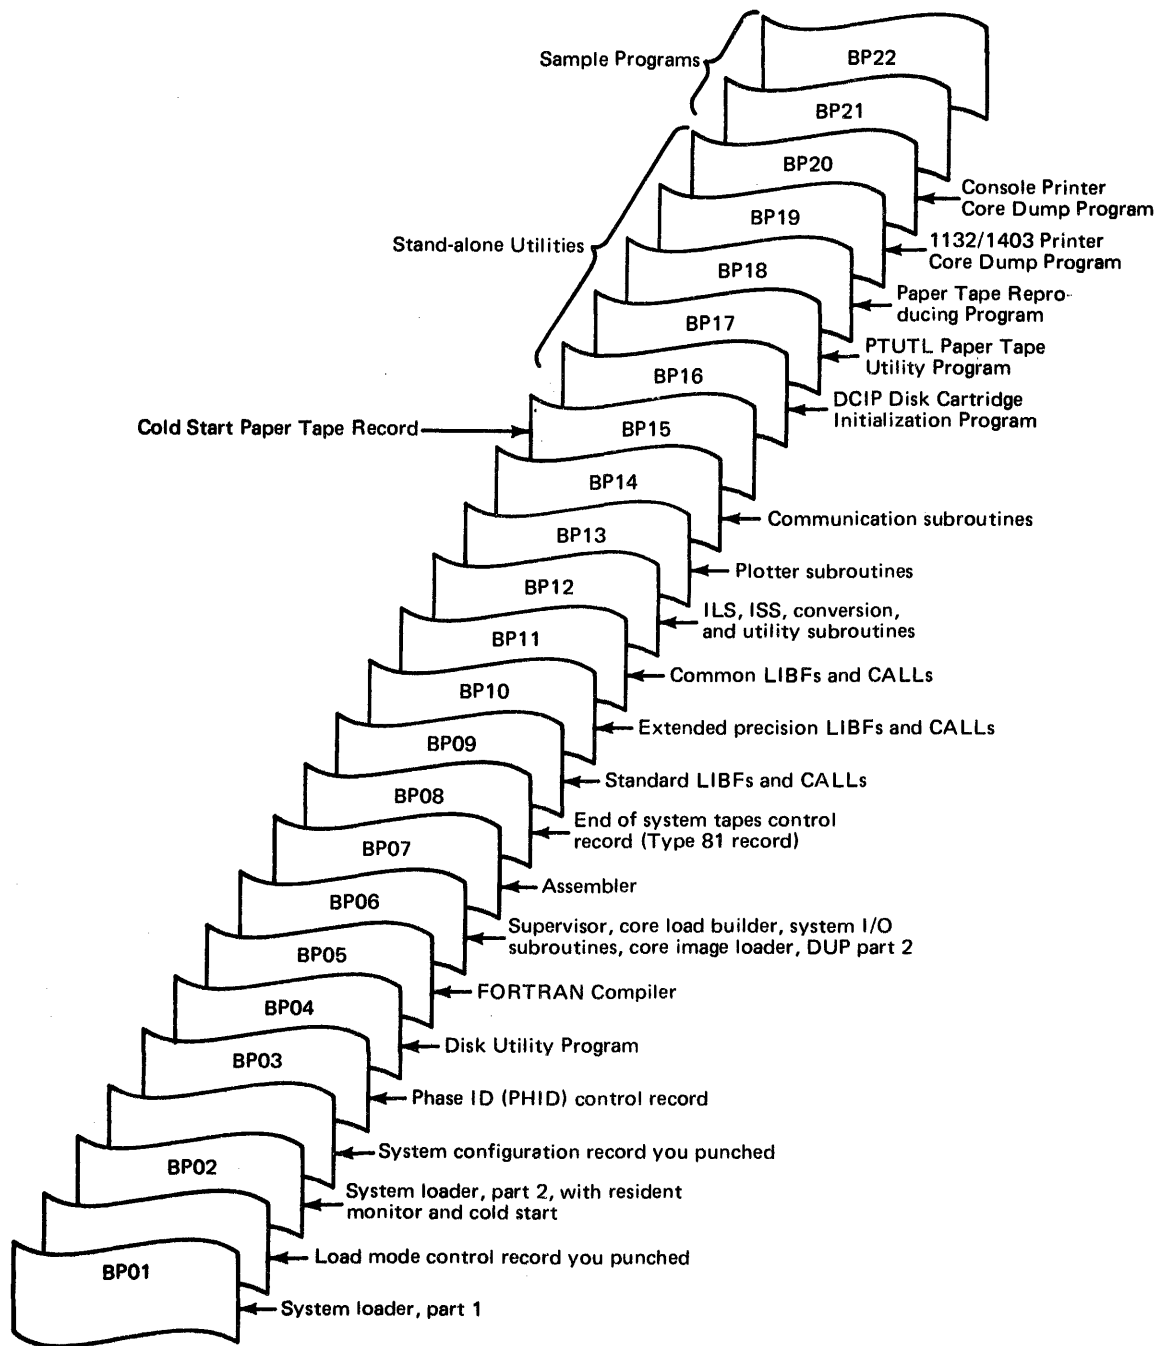 BP22
Sample Programs
BP21
BP20
Console Printer
Core Dump Program
BP19
1132/1403 Printer
Core Dump Program
Stand-alone Utilities
BP18
Paper Tape Repro-
ducing Program
BP17
PTUTL Paper Tape
Utility Program
BP16
DCIP Disk Cartridge
Initialization Program
Cold Start Paper Tape Record
BP15
BP14
Communication subroutines
BP13
Plotter subroutines
BP12
ILS, ISS, conversion,
and utility subroutines
BP11
Common LIBFs and CALLs
BP10
Extended precision LIBFs and CALLs
BP09
Standard LIBFs and CALLs
BP08
End of system tapes control
record (Type 81 record)
BP07
Assembler
BP06
Supervisor, core load builder, system I/O
subroutines, core image loader, DUP part 2
BP05
FORTRAN Compiler
BP04
Disk Utility Program
BP03
Phase ID (PHID) control record
System configuration record you punched
BP02
System loader, part 2, with resident
monitor and cold start
Load mode control record you punched
BP01
System loader, part 1